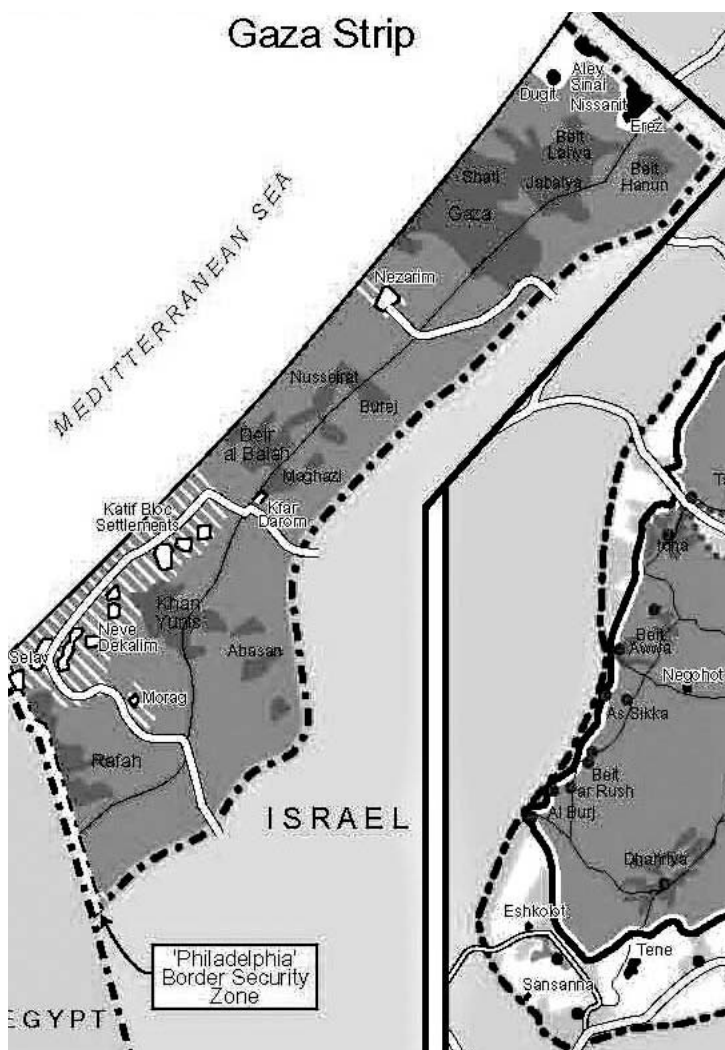 Gaza Strip
Aley
Sinai
Dugit
Nissanit
Erez
Beit
Lahya
Beit
Hanun
Shati
Jabalya
Gaza
MEDITTERRANEAN SEA
Nezarim
Nusseirat
Burej
Deir
al Balah
Maghazi
Katif Bloc
Settlements
Kfar
Darom
Khan
Yunis
Neve
Dekalim
Abasan
Selav
Morag
Rafah
ISRAEL
'Philadelphia'
Border Security
Zone
EGYPT
Idna
Beit
Awwa
Negohot
As Sikka
Beit
ar Rush
Al Burj
Dhahriya
Eshkolot
Tene
Sansanna